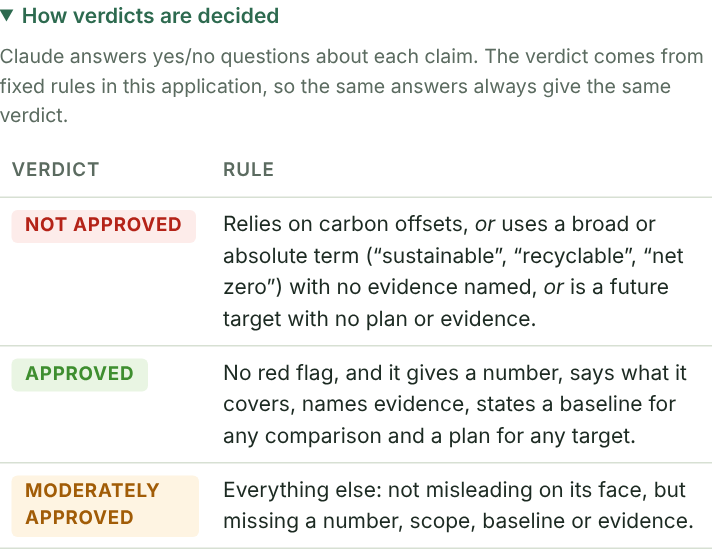 ▼ How verdicts are decided
Claude answers yes/no questions about each claim. The verdict comes from
fixed rules in this application, so the same answers always give the same
verdict.
VERDICT RULE
NOT APPROVED Relies on carbon offsets, or uses a broad or
absolute term (“sustainable”, “recyclable”, “net
zero”) with no evidence named, or is a future
target with no plan or evidence.
APPROVED No red flag, and it gives a number, says what it
covers, names evidence, states a baseline for
any comparison and a plan for any target.
MODERATELY Everything else: not misleading on its face, but
APPROVED missing a number, scope, baseline or evidence.